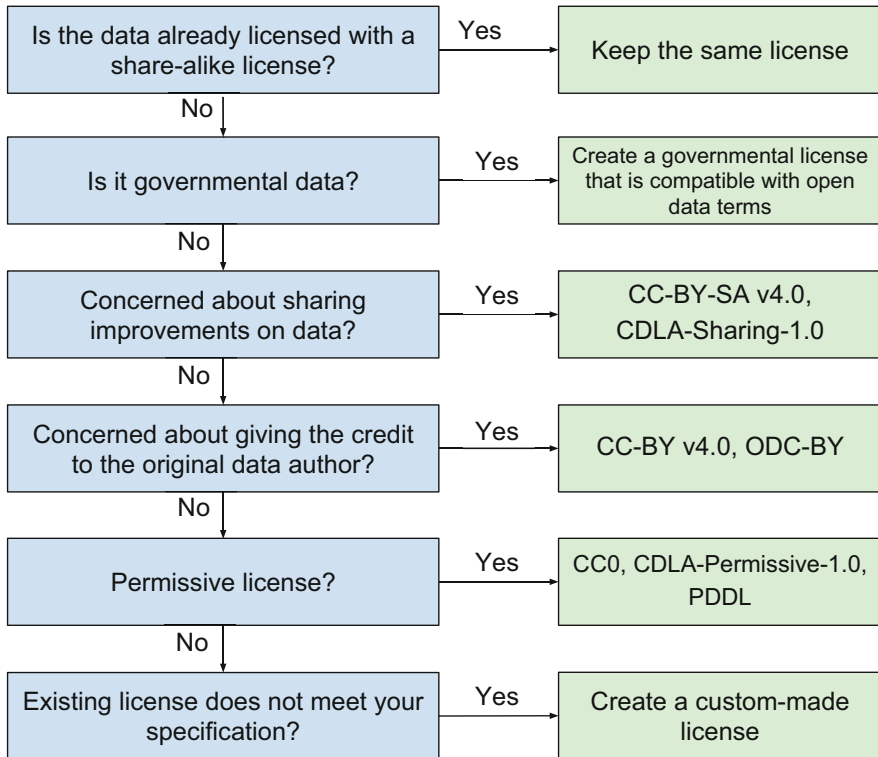 Is the data already licensed with a
share-alike license?
Yes
Keep the same license
No
Is it governmental data?
Yes
Create a governmental license
that is compatible with open
data terms
No
Concerned about sharing
improvements on data?
Yes
CC-BY-SA v4.0,
CDLA-Sharing-1.0
No
Concerned about giving the credit
to the original data author?
Yes
CC-BY v4.0, ODC-BY
No
Permissive license?
Yes
CC0, CDLA-Permissive-1.0,
PDDL
No
Existing license does not meet your
specification?
Yes
Create a custom-made
license